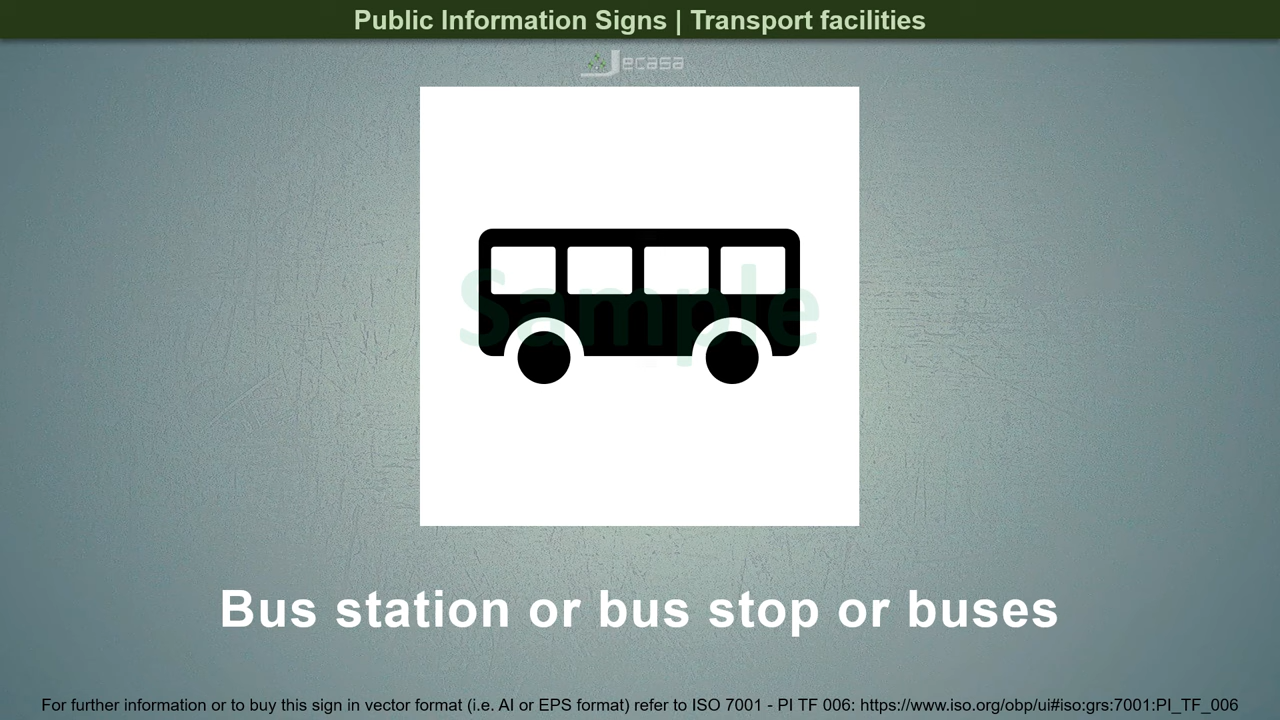 Public Information Signs | Transport facilities
Jecasa
Sample
Bus station or bus stop or buses
For further information or to buy this sign in vector format (i.e. AI or EPS format) refer to ISO 7001 - PI TF 006: https://www.iso.org/obp/ui#iso:grs:7001:PI_TF_006